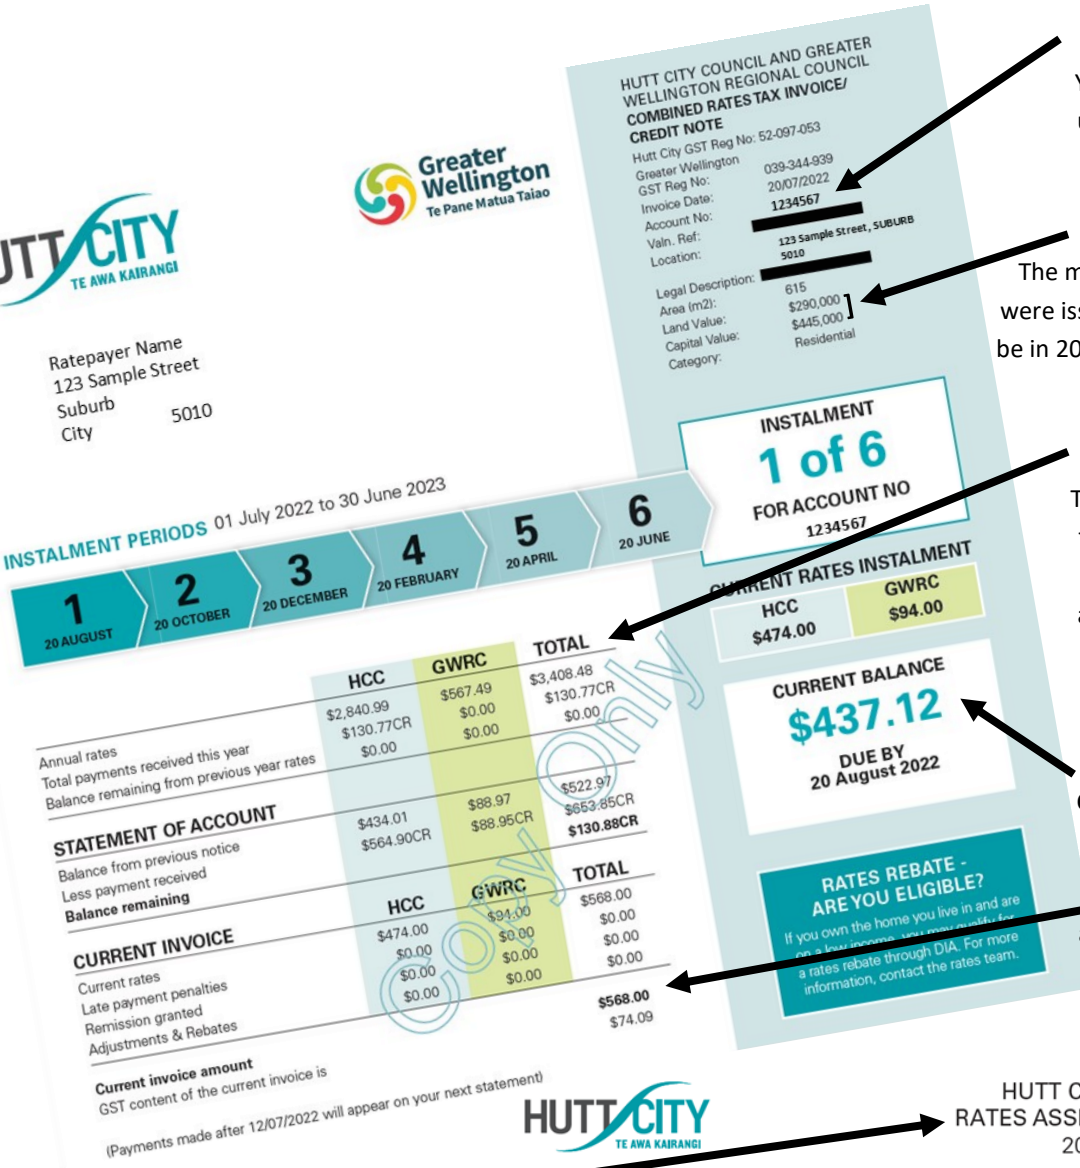 HUTT CITY COUNCIL AND GREATER
WELLINGTON REGIONAL COUNCIL
COMBINED RATES TAX INVOICE/
CREDIT NOTE
Hutt City GST Reg No: 52-097-053
Greater Wellington
GST Reg No: 039-344-939
Invoice Date: 20/07/2022
Account No: 1234567
Valn. Ref:
Location: 123 Sample Street, SUBURB
5010
Legal Description:
Area (m2): 615
Land Value: $290,000
Capital Value: $445,000
Category: Residential
Greater
Wellington
Te Pane Matua Taiao
CITY
TE AWA KAIRANGI
Ratepayer Name
123 Sample Street
Suburb
City 5010
The
were
be in
INSTALMENT
1 of 6
FOR ACCOUNT NO
1234567
INSTALMENT PERIODS 01 July 2022 to 30 June 2023
1
20 AUGUST
2
20 OCTOBER
3
20 DECEMBER
4
20 FEBRUARY
5
20 APRIL
6
20 JUNE
CURRENT RATES INSTALMENT
HCC GWRC
$474.00 $94.00
CURRENT BALANCE
$437.12
DUE BY
20 August 2022
HCC GWRC TOTAL
Annual rates $2,840.99 $567.49 $3,408.48
Total payments received this year $130.77CR $0.00 $130.77CR
Balance remaining from previous year rates $0.00 $0.00 $0.00
STATEMENT OF ACCOUNT
Balance from previous notice $434.01 $88.97 $522.97
Less payment received $564.90CR $88.95CR $653.85CR
Balance remaining $130.88CR
HCC GWRC TOTAL
CURRENT INVOICE
Current rates $474.00 $94.00 $568.00
Late payment penalties $0.00 $0.00 $0.00
Remission granted $0.00 $0.00 $0.00
Adjustments & Rebates $0.00 $0.00 $0.00
Current invoice amount $568.00
GST content of the current invoice is $74.09
(Payments made after 12/07/2022 will appear on your next statement)
Copy Only
RATES REBATE -
ARE YOU ELIGIBLE?
If you own the home you live in and are
on a low income, you may qualify for
a rates rebate through DIA. For more
information, contact the rates team.
HUTT CITY
TE AWA KAIRANGI
HUTT
RATES